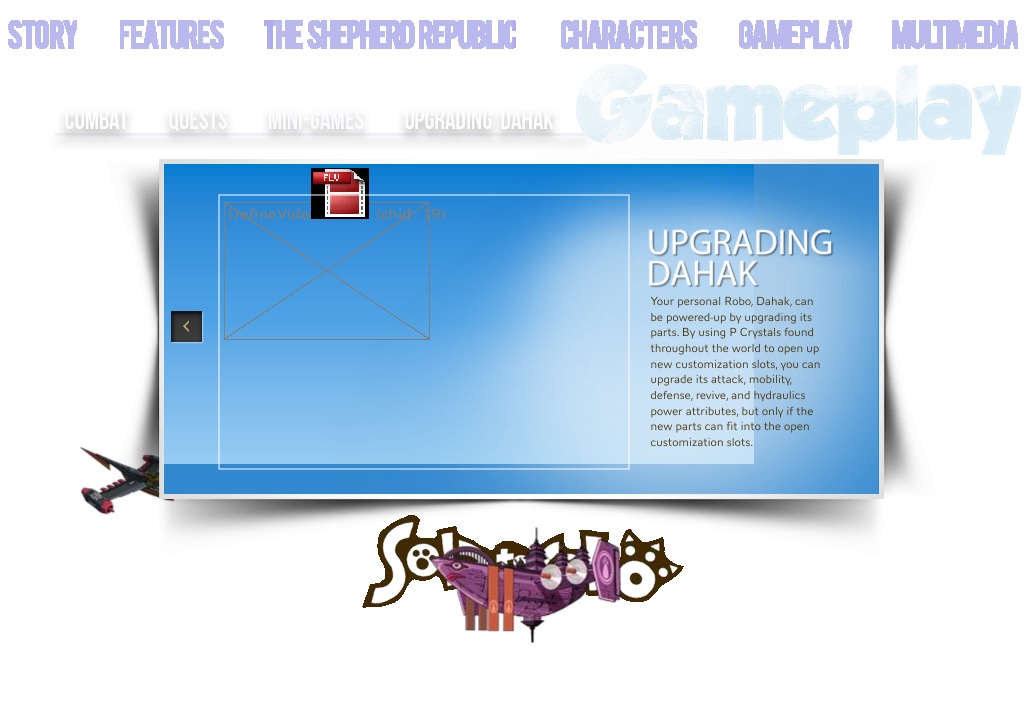 STORY FEATURES THE SHEPHERD REPUBLIC CHARACTERS GAMEPLAY MULTIMEDIA
Gameplay
COMBAT QUESTS MINI-GAMES UPGRADING DAHAK
FLV
(chid: 19)
UPGRADING
DAHAK
Your personal Robo, Dahak, can
be powered-up by upgrading its
parts. By using P Crystals found
throughout the world to open up
new customization slots, you can
upgrade its attack, mobility,
defense, revive, and hydraulics
power attributes, but only if the
new parts can fit into the open
customization slots.